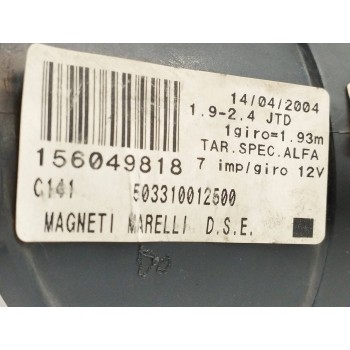 14/04/2004
1.9-2.4 JTD
1giro=1.93m
TAR.SPEC.ALFA
156049818 7 imp/giro 12V
C141 503310012500
MAGNETI MARELLI D.S.E.